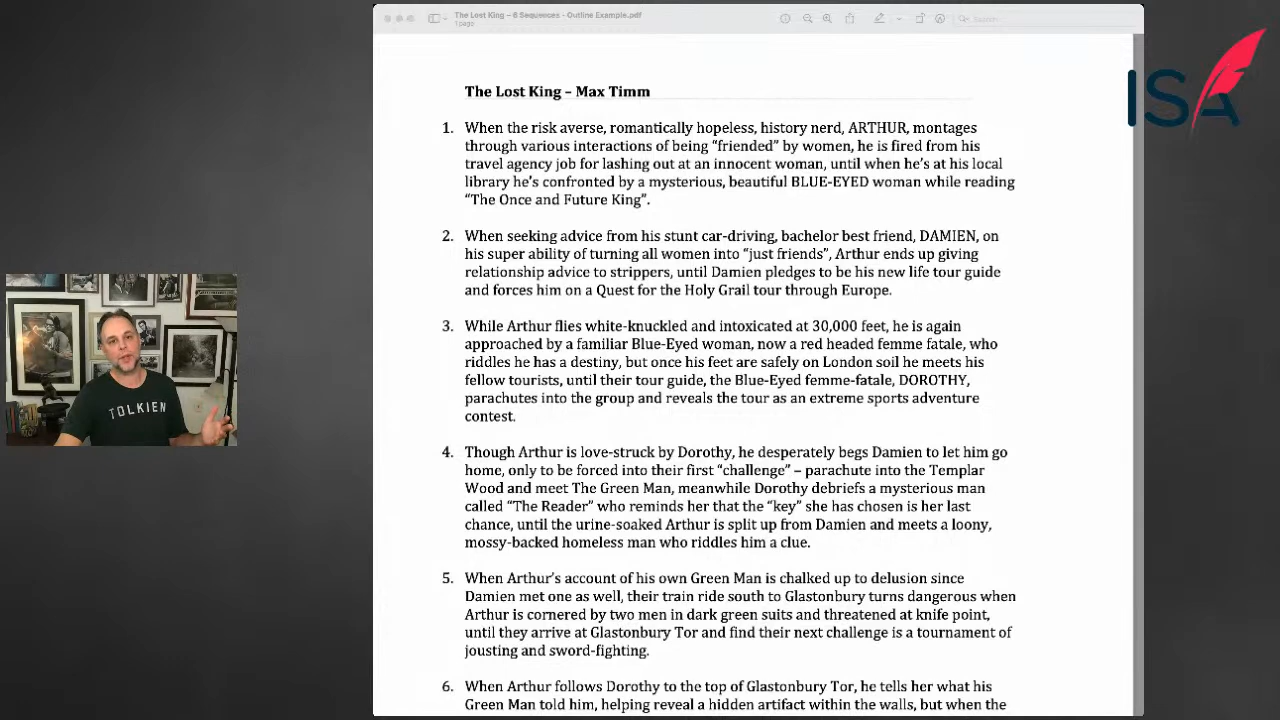 The Lost King – 6 Sequences - Outline Example.pdf
1 page
Search
ISA
The Lost King – Max Timm
1. When the risk averse, romantically hopeless, history nerd, ARTHUR, montages
through various interactions of being “friended” by women, he is fired from his
travel agency job for lashing out at an innocent woman, until when he’s at his local
library he’s confronted by a mysterious, beautiful BLUE-EYED woman while reading
“The Once and Future King”.
2. When seeking advice from his stunt car-driving, bachelor best friend, DAMIEN, on
his super ability of turning all women into “just friends”, Arthur ends up giving
relationship advice to strippers, until Damien pledges to be his new life tour guide
and forces him on a Quest for the Holy Grail tour through Europe.
3. While Arthur flies white-knuckled and intoxicated at 30,000 feet, he is again
approached by a familiar Blue-Eyed woman, now a red headed femme fatale, who
riddles he has a destiny, but once his feet are safely on London soil he meets his
fellow tourists, until their tour guide, the Blue-Eyed femme-fatale, DOROTHY,
parachutes into the group and reveals the tour as an extreme sports adventure
contest.
4. Though Arthur is love-struck by Dorothy, he desperately begs Damien to let him go
home, only to be forced into their first “challenge” – parachute into the Templar
Wood and meet The Green Man, meanwhile Dorothy debriefs a mysterious man
called “The Reader” who reminds her that the “key” she has chosen is her last
chance, until the urine-soaked Arthur is split up from Damien and meets a loony,
mossy-backed homeless man who riddles him a clue.
5. When Arthur’s account of his own Green Man is chalked up to delusion since
Damien met one as well, their train ride south to Glastonbury turns dangerous when
Arthur is cornered by two men in dark green suits and threatened at knife point,
until they arrive at Glastonbury Tor and find their next challenge is a tournament of
jousting and sword-fighting.
6. When Arthur follows Dorothy to the top of Glastonbury Tor, he tells her what his
Green Man told him, helping reveal a hidden artifact within the walls, but when the
TOLKIEN